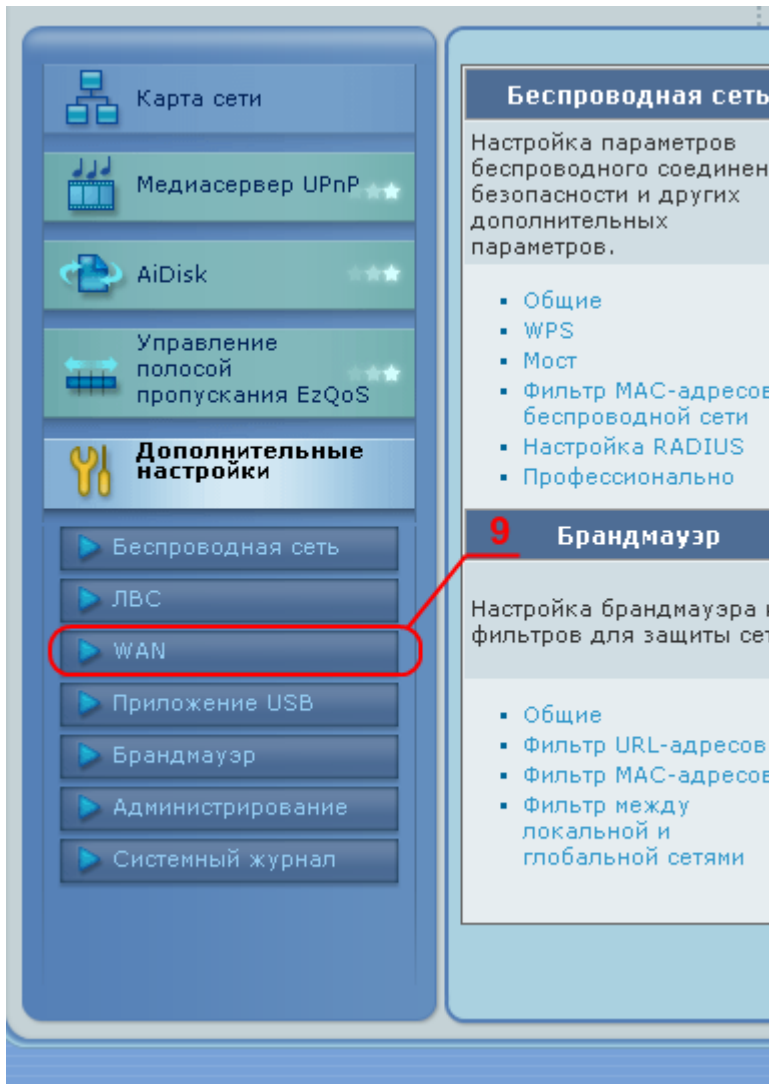 Карта сети
Медиасервер UPnP
AiDisk
Управление
полосой
пропускания EzQoS
Дополнительные
настройки
Беспроводная сеть
ЛВС
WAN
Приложение USB
Брандмауэр
Администрирование
Системный журнал
Беспроводная сеть
Настройка параметров
беспроводного соединен
безопасности и других
дополнительных
параметров.
Общие
WPS
Мост
Фильтр MAC-адресов
беспроводной сети
Настройка RADIUS
Профессионально
9
Брандмауэр
Настройка брандмауэра
фильтров для защиты сет
Общие
Фильтр URL-адресов
Фильтр MAC-адресов
Фильтр между
локальной и
глобальной сетями